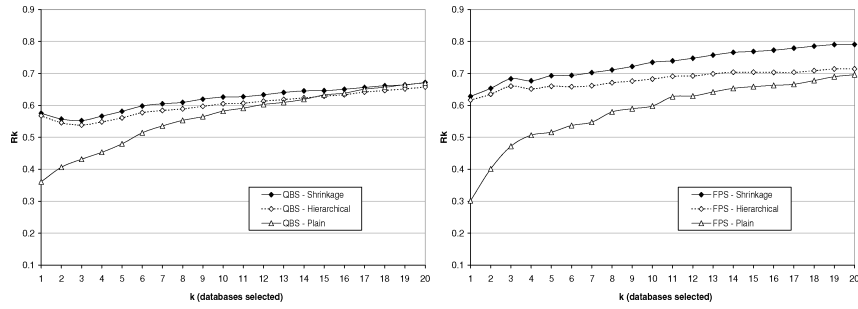 0.9
0.8
0.7
0.6
0.5
0.4
0.3
0.2
0.1
Rk
QBS - Shrinkage
QBS - Hierarchical
QBS - Plain
1 2 3 4 5 6 7 8 9 10 11 12 13 14 15 16 17 18 19 20
k (databases selected)
0.9
0.8
0.7
0.6
0.5
0.4
0.3
0.2
0.1
Rk
FPS - Shrinkage
FPS - Hierarchical
FPS - Plain
1 2 3 4 5 6 7 8 9 10 11 12 13 14 15 16 17 18 19 20
k (databases selected)